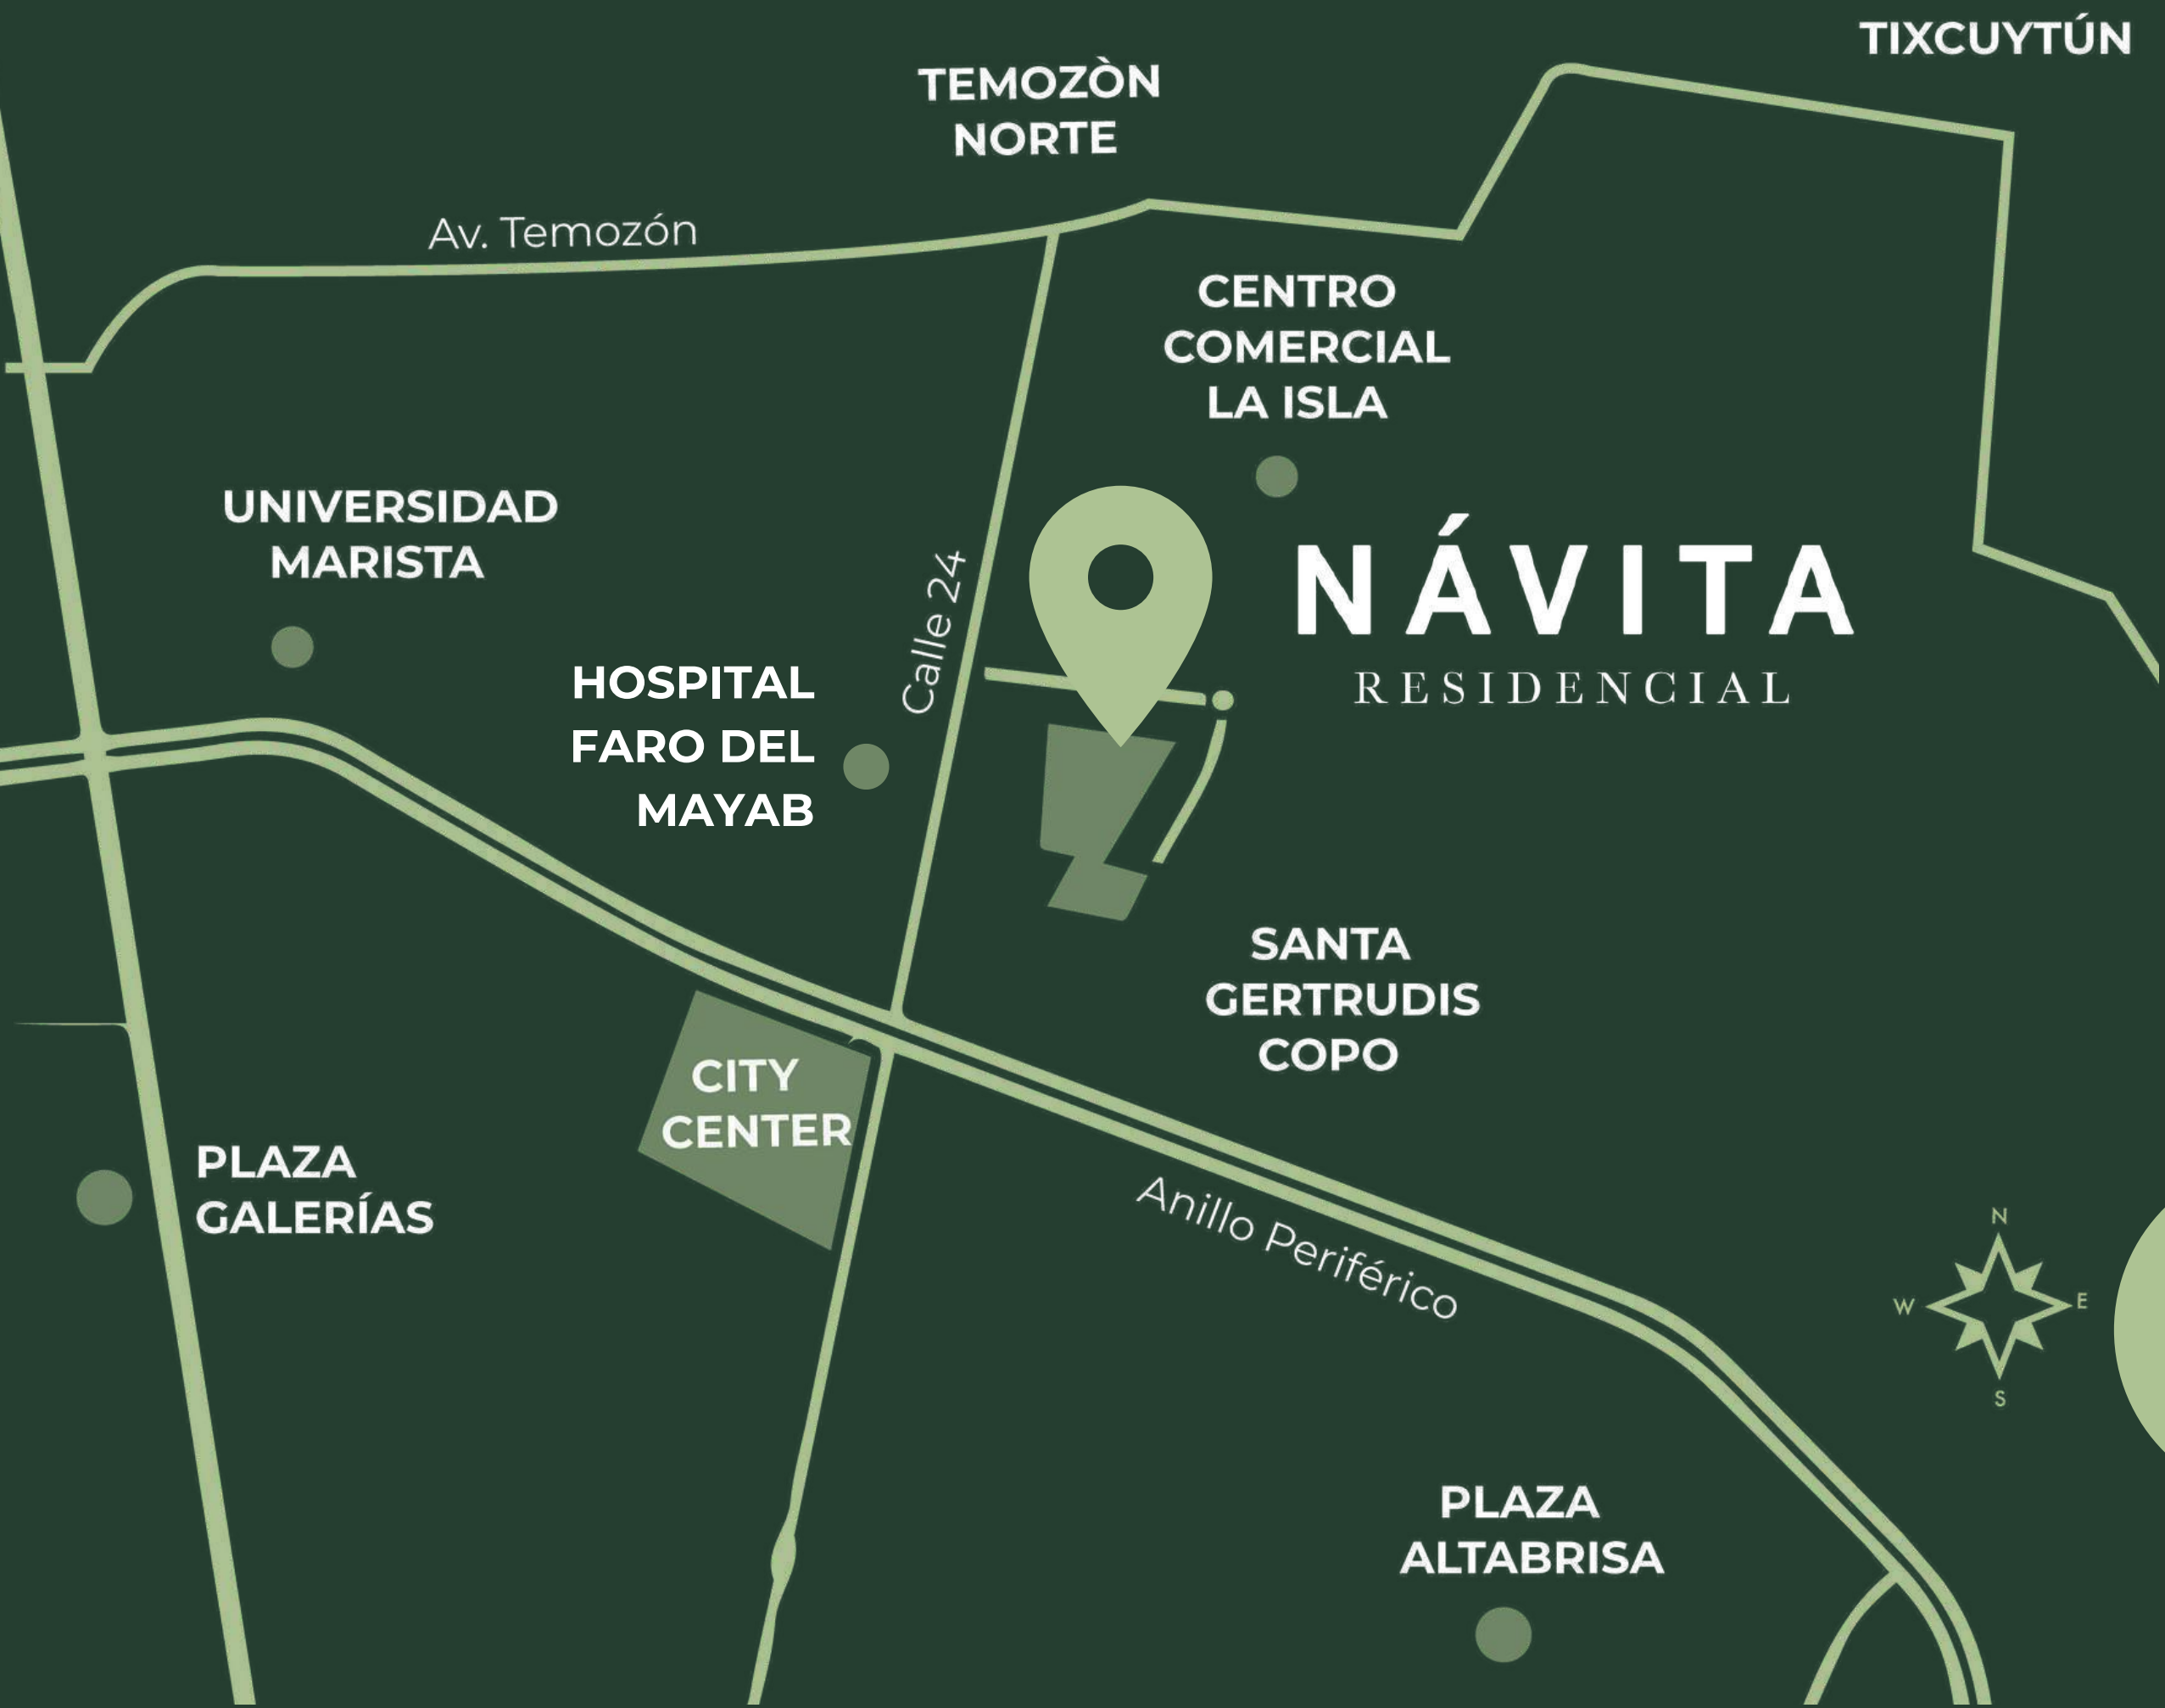 TIXCUYTÚN
TEMOZÒN
NORTE
Av. Temozón
CENTRO
COMERCIAL
LA ISLA
UNIVERSIDAD
MARISTA
NÁVITA
RESIDENCIAL
Calle 24
HOSPITAL
FARO DEL
MAYAB
SANTA
GERTRUDIS
COPO
CITY
CENTER
PLAZA
GALERÍAS
Anillo Periférico
N
W
E
S
PLAZA
ALTABRISA